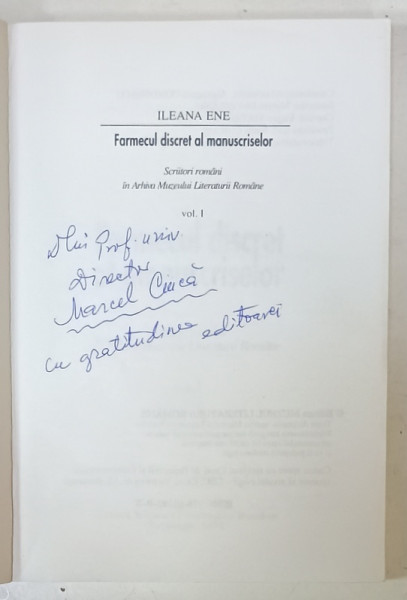 ILEANA ENE
Farmecul discret al manuscriselor
Scriitori români
în Arhiva Muzeului Literaturii Române
vol. I
Dlui Prof. univ
Director
Marcel Ciucă
cu gratitudinea editoarei